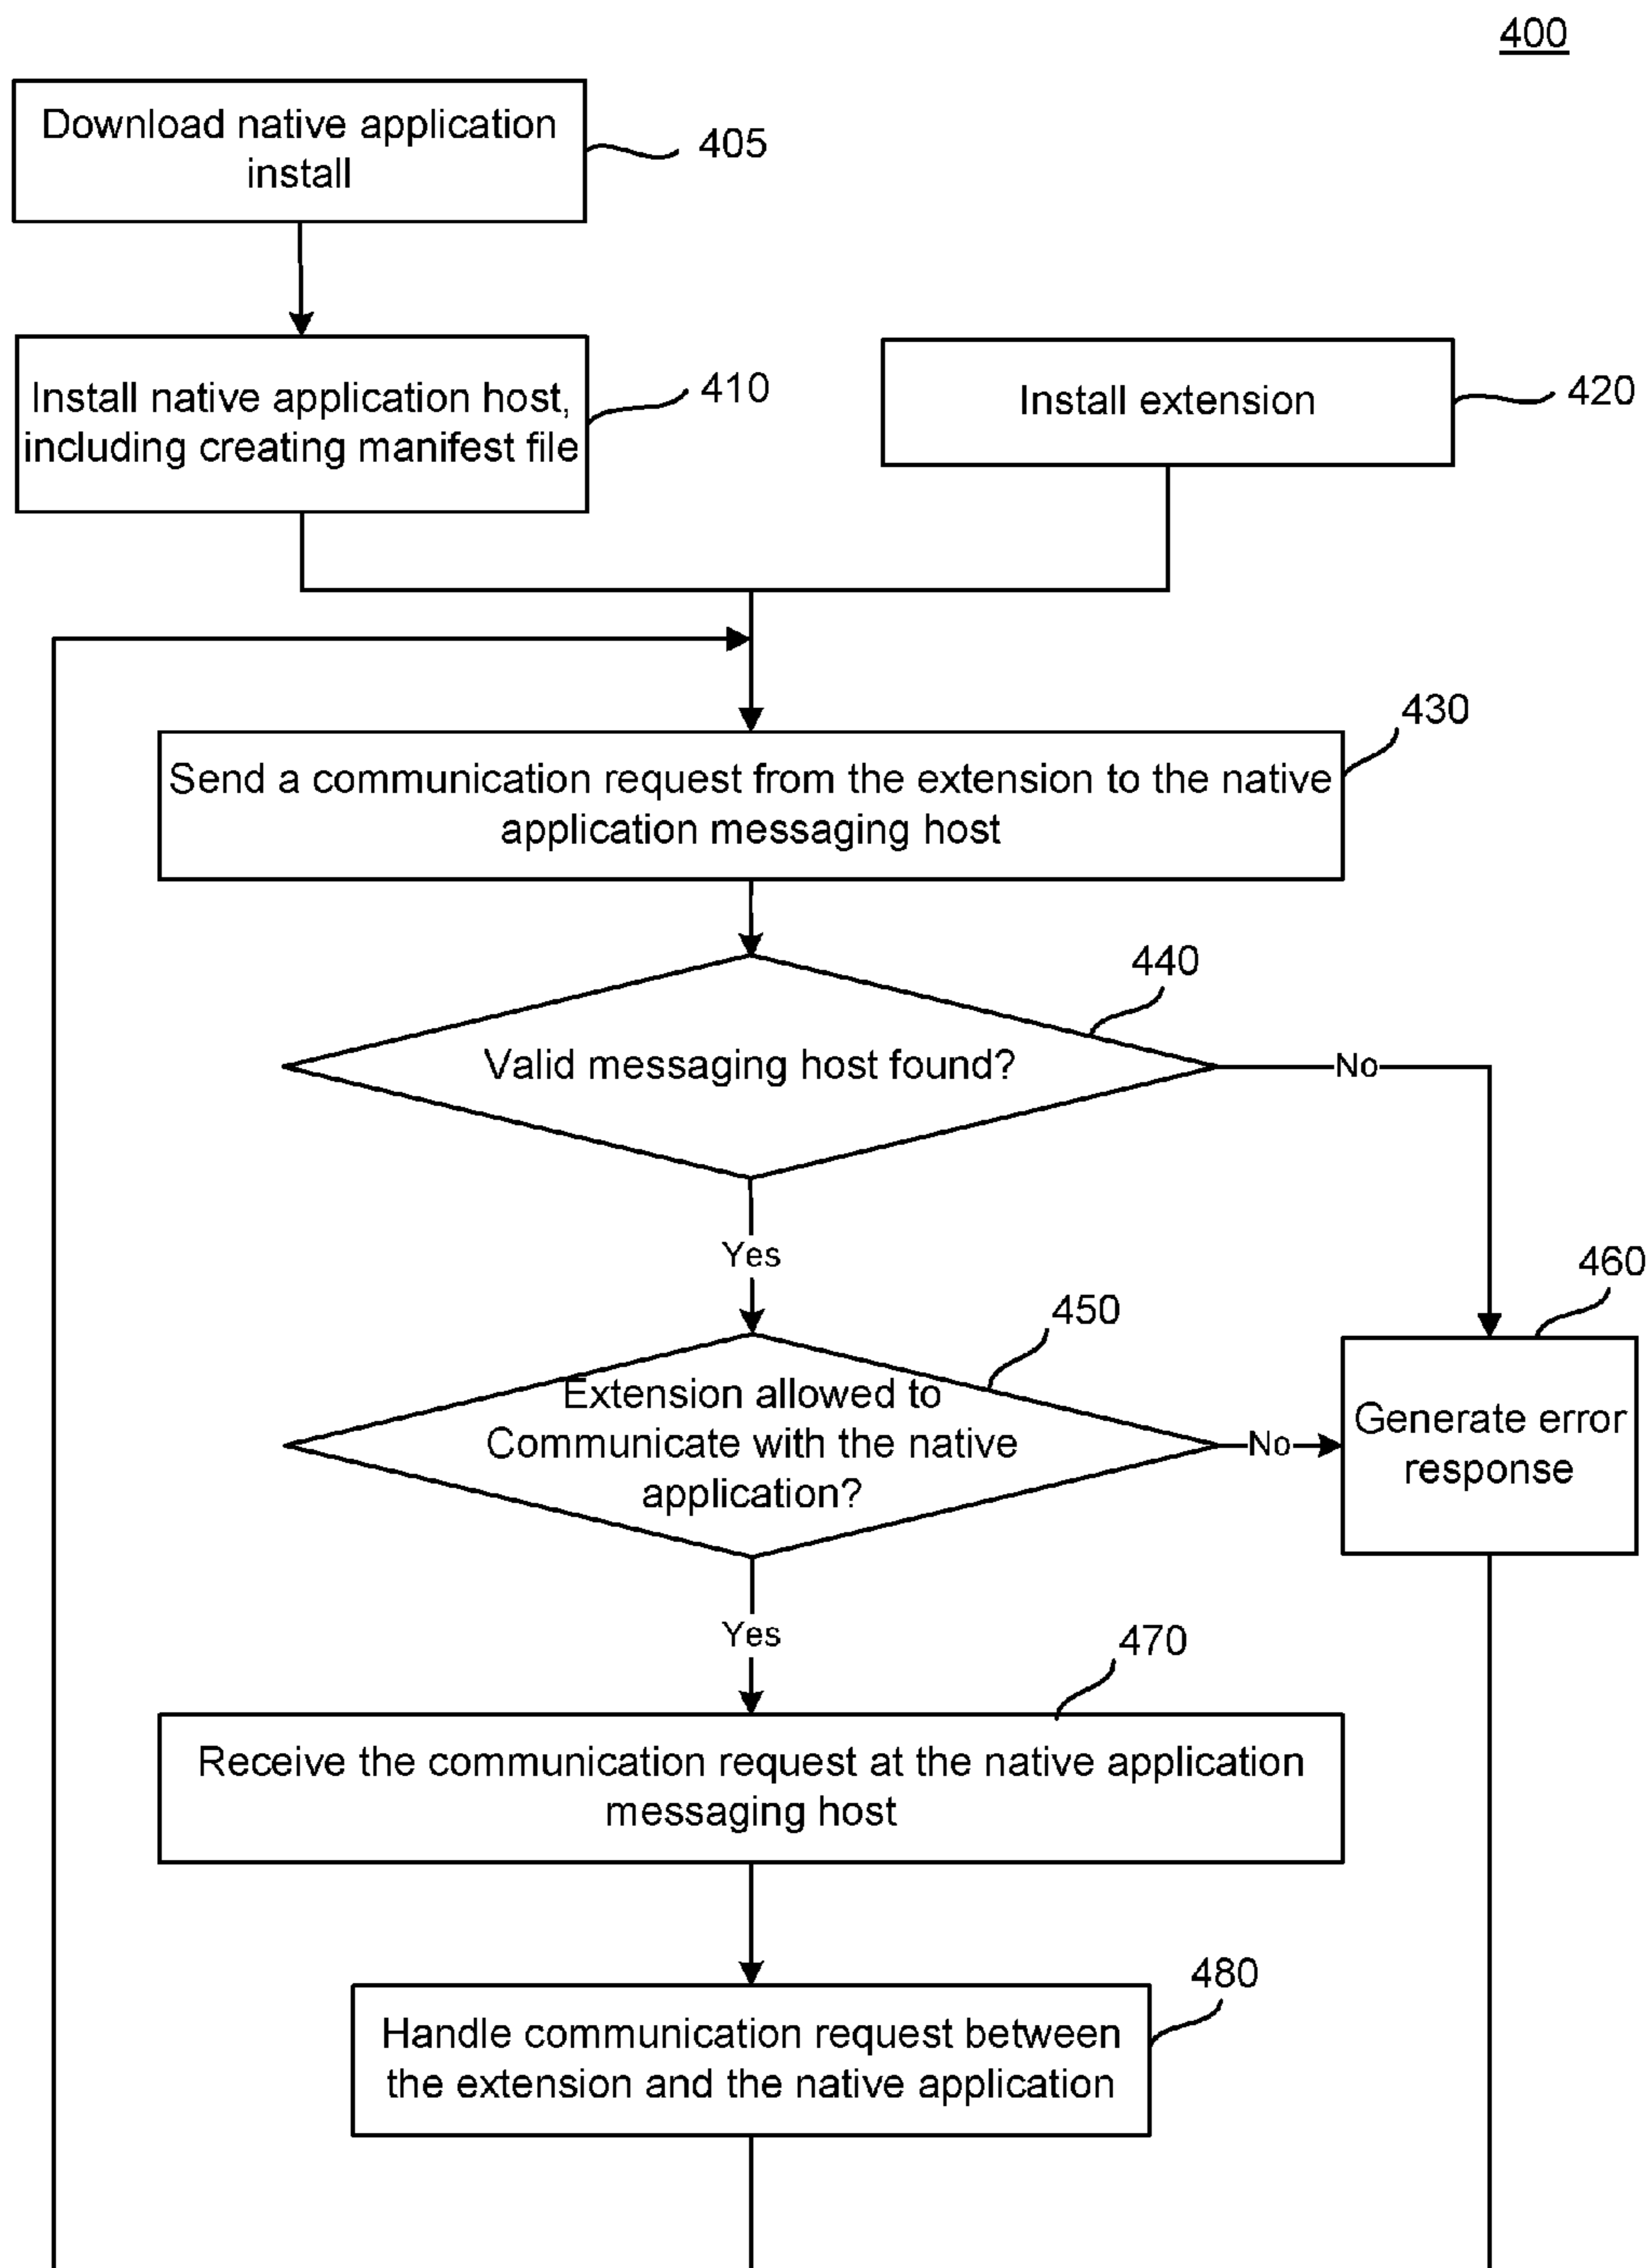 400
Download native application
install
405
Install native application host,
including creating manifest file
410
Install extension
420
430
Send a communication request from the extension to the native
application messaging host
440
Valid messaging host found?
No
Yes
460
450
Extension allowed to
Communicate with the native
application?
No
Generate error
response
Yes
470
Receive the communication request at the native application
messaging host
480
Handle communication request between
the extension and the native application